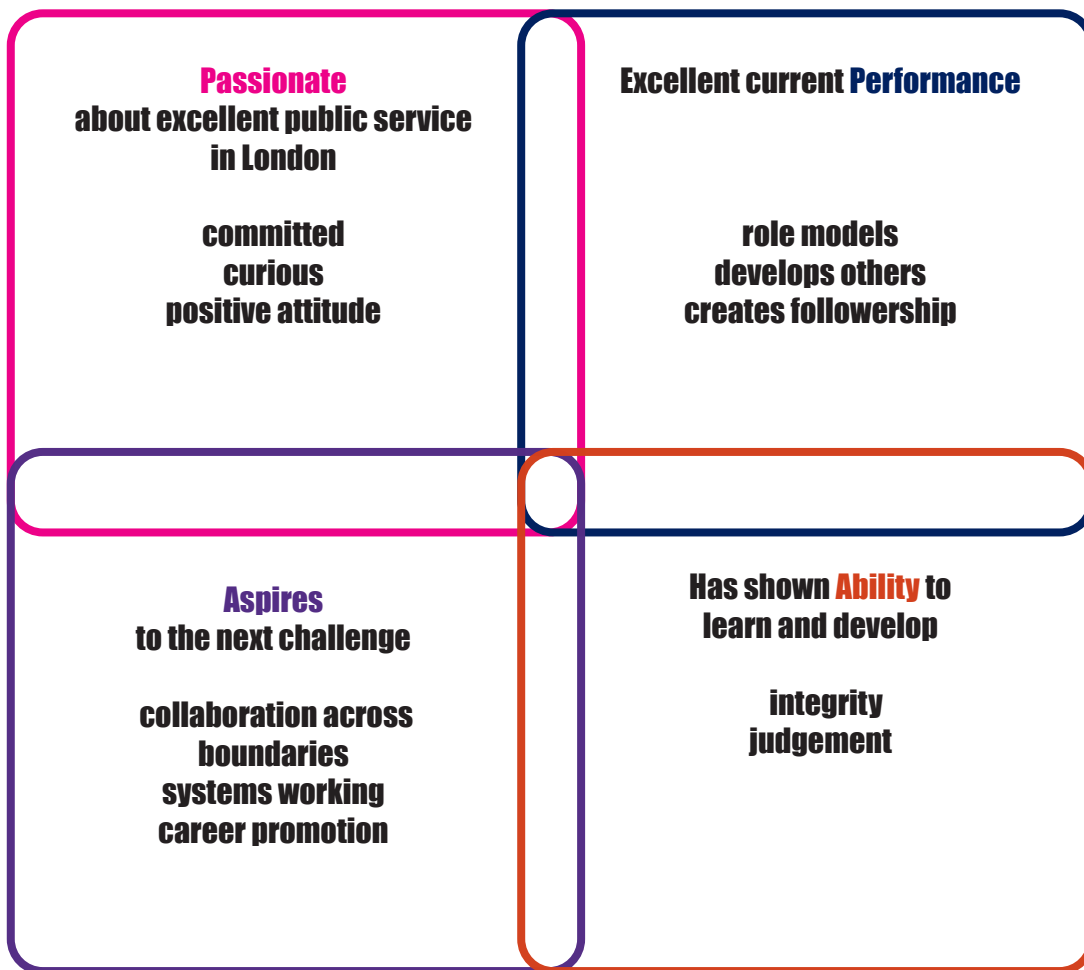 Passionate
about excellent public service
in London
committed
curious
positive attitude
Excellent current Performance
role models
develops others
creates followership
Aspires
to the next challenge
collaboration across
boundaries
systems working
career promotion
Has shown Ability to
learn and develop
integrity
judgement